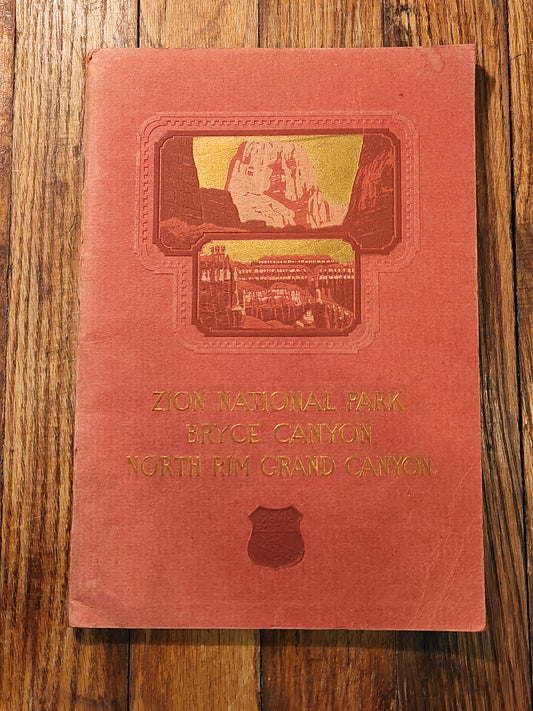 ZION NATIONAL PARK
BRYCE CANYON
NORTH RIM GRAND CANYON